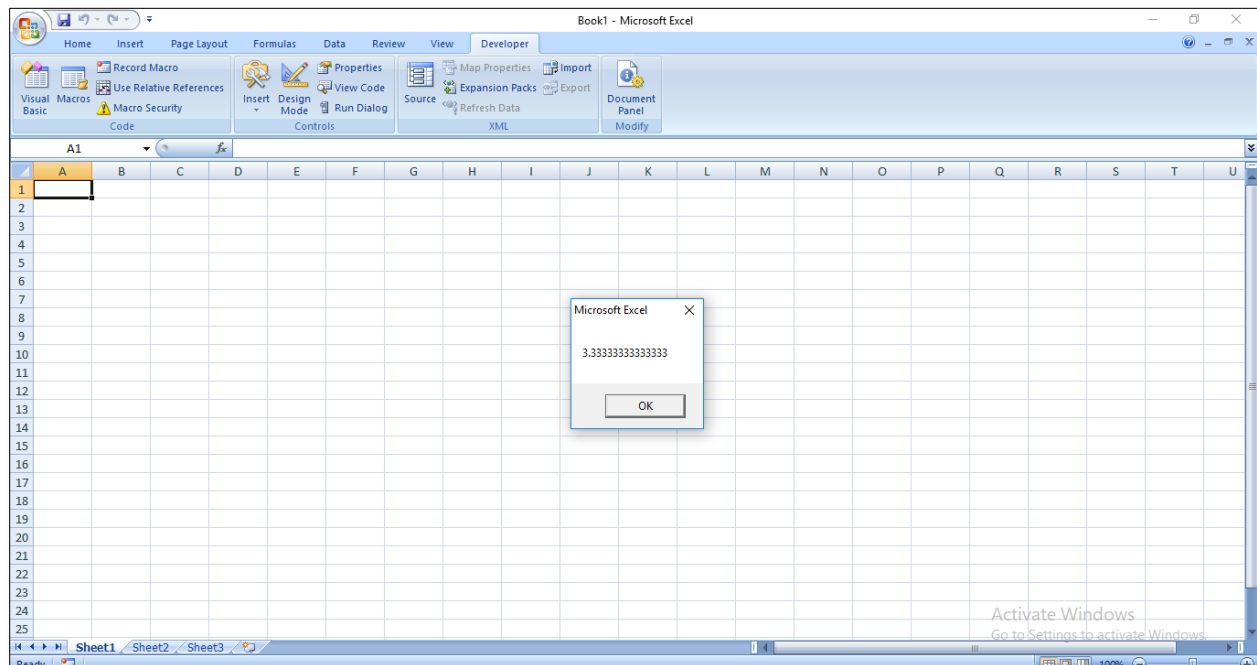 Book1 - Microsoft Excel
Home Insert Page Layout Formulas Data Review View Developer
Visual Basic
Macros
Record Macro
Use Relative References
Macro Security
Code
Insert
Design Mode
Properties
View Code
Run Dialog
Controls
Source
Map Properties
Expansion Packs
Refresh Data
Import
Export
XML
Document Panel
Modify
A1 fx
A B C D E F G H I J K L M N O P Q R S T U
1
2
3
4
5
6
7
8
9
10
11
12
13
14
15
16
17
18
19
20
21
22
23
24
25
Microsoft Excel
3.33333333333333
OK
Activate Windows
Go to Settings to activate Windows.
Sheet1 Sheet2 Sheet3
Ready 100%